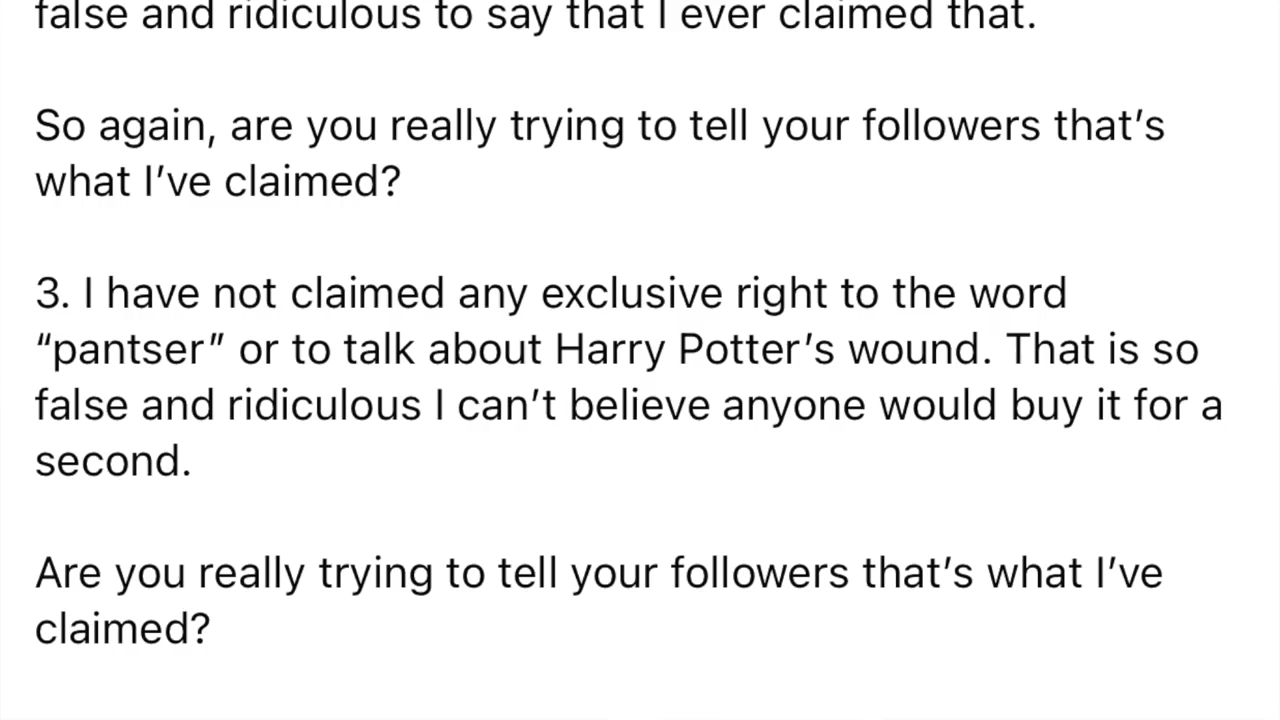 false and ridiculous to say that I ever claimed that.
So again, are you really trying to tell your followers that’s
what I’ve claimed?
3. I have not claimed any exclusive right to the word
“pantser” or to talk about Harry Potter’s wound. That is so
false and ridiculous I can’t believe anyone would buy it for a
second.
Are you really trying to tell your followers that’s what I’ve
claimed?